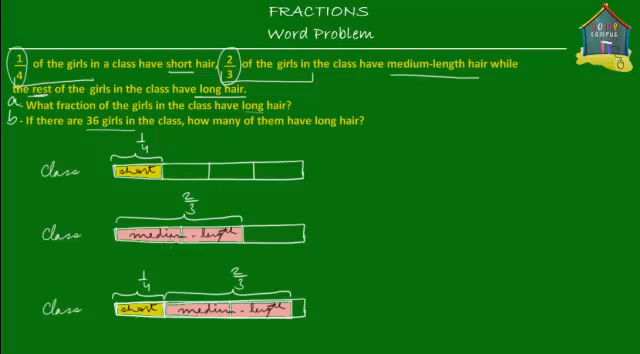 FRACTIONS
Word Problem
home campus
1/4 of the girls in a class have short hair, 2/3 of the girls in the class have medium-length hair while
the rest of the girls in the class have long hair.
a - What fraction of the girls in the class have long hair?
b - If there are 36 girls in the class, how many of them have long hair?
1/4
Class short
2/3
Class medium - length
1/4 2/3
Class short medium - length